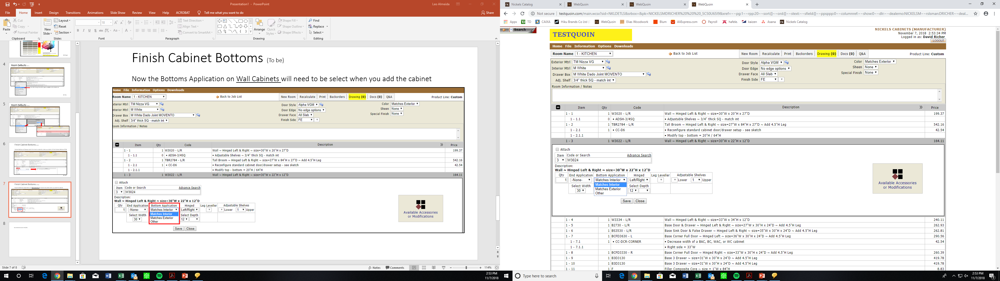 Presentation1 - PowerPoint
Leo Almeida
File Home Insert Design Transitions Animations Slide Show Review View Help ACROBAT Tell me what you want to do
Share
Cut
Copy
Format Painter
Paste
Clipboard
New Slide
Layout
Reset
Section
Slides
18
Font
Text Direction
Align Text
Convert to SmartArt
Paragraph
Arrange
Quick Styles
Shape Fill
Shape Outline
Shape Effects
Drawing
Find
Replace
Select
Editing
4
Room Defaults
5
Room Defaults
6
Finish Cabinet Bottoms
7
Finish Cabinet Bottoms
8
Finish Cabinet Bottoms (To be)
Now the Bottoms Application on Wall Cabinets will need to be select when you add the cabinet
Home File Information Options Downloads
Room Name 1 - KITCHEN Back to Job List New Room Recalculate Print Backorders Drawing (0) Docs (0) Q&A Product Line: Custom
xterior Mtrl TM Nizza VG Door Style Alpha VGM Color Matches Exterior
nterior Mtrl M White Door Edge No edge options Sheen None
Drawer Box M White Dado Joint MOVENTO Drawer Face All Slab Special Finish None
Adj. Shelf 3/4" thick SQ - match int Finish Side FE
Room Information / Notes
Item Qty Code Description Price
1 - 1 1 W3020 - L/R Wall ~ Hinged Left & Right ~ size=30"W x 20"H x 27"D 199.37
1 - 1.1 0 • ADSH-3/4SQ • Adjustable Shelves ~ 3/4" thick SQ - match int
1 - 2 1 TBR2784 - L/R Tall Broom ~ Hinged Left & Right ~ size=27"W x 84"H x 27"D ~ Add 4.5"H Leg 542.16
1 - 2.1 1 • CC-D6 • Reconfigure standard cabinet door/drawer setup - see sketch 42.54
1 - 2.1.1 • Modify top - bottom = 20"H / 64"H
1 - 3 1 W3022 - L/R Wall ~ Hinged Left & Right ~ size=30"W x 22"H x 12"D 164.11
Attach
Item Code or Search Advance Search
3 W3024
Description:
Wall ~ Hinged Left & Right ~ size=30"W x 22"H x 12"D
Qty End Application Bottom Application Hinged Leg Leveller Adjustable Shelves
1 -None- Matches Interior Left/Right Lower 1 Upper
Select Width Matches Interior Select Depth
30 Matches Exterior 12
Other
Save Close
Available Accessories
or Modifications
Slide 7 of 8
Notes Comments 114%
2:53 PM
11/7/2018
Nickels Catalog WebQuoin WebQuoin WebQuoin
Not secure testquoin.com/main.wcsx?sid=NKLDETLS&srbox=&pk=NICKELSMDRICHER%20%20%20_5C50U65I9&xref=~~pg:1~~rpp:20~~sort:[]~~ord:[]~~stext:~~sfield:[]~~ppsppp:0~~columnref:~~show:0~~dlr:~~dealerno:NICKELSM~~rslsman:DRICHER~~deal...
Apps TD CAIXA Hiku Brands Co Ltd WebQuoin Elias Woodwork Blum AliExpress.com Payroll hafele. kaizen Asana Nickels Catalog
Search
TESTQUOIN
NICKELS CABINETS (MANUFACTURER)
November 7, 2018 2:53:34 PM
Logged in as: David Richer
LOGOUT
Home File Information Options Downloads
Room Name 1 - KITCHEN Back to Job List New Room Recalculate Print Backorders Drawing (0) Docs (0) Q&A Product Line: Custom
Exterior Mtrl TM Nizza VG Door Style Alpha VGM Color Matches Exterior
Interior Mtrl M White Door Edge No edge options Sheen None
Drawer Box M White Dado Joint MOVENTO Drawer Face All Slab Special Finish None
Adj. Shelf 3/4" thick SQ - match int Finish Side FE
Room Information / Notes
Item Qty Code Description Price
1 - 1 1 W3020 - L/R Wall ~ Hinged Left & Right ~ size=30"W x 20"H x 27"D 199.37
1 - 1.1 0 • ADSH-3/4SQ • Adjustable Shelves ~ 3/4" thick SQ - match int
1 - 2 1 TBR2784 - L/R Tall Broom ~ Hinged Left & Right ~ size=27"W x 84"H x 27"D ~ Add 4.5"H Leg 542.16
1 - 2.1 1 • CC-D6 • Reconfigure standard cabinet door/drawer setup - see sketch 42.54
1 - 2.1.1 • Modify top - bottom = 20"H / 64"H
1 - 3 1 W3022 - L/R Wall ~ Hinged Left & Right ~ size=30"W x 22"H x 12"D 164.11
Attach
Item Code or Search Advance Search
3 W3024
Description:
Wall ~ Hinged Left & Right ~ size=30"W x 22"H x 12"D
Qty End Application Bottom Application Hinged Leg Leveller Adjustable Shelves
1 -None- Matches Interior Left/Right Lower 1 Upper
Select Width Matches Interior Select Depth
30 Matches Exterior 12
Other
Save Close
Available Accessories
or Modifications
1 - 4 1 W3334 - L/R Wall ~ Hinged Left & Right ~ size=33"W x 34"H x 12"D 240.11
1 - 5 1 B2730 - L/R Base Door & Drawer ~ Hinged Left & Right ~ size=27"W x 30"H x 24"D ~ Add 4.5"H Leg 262.93
1 - 6 1 BS3530 - L/R Base Sink Door & False Drawer ~ Hinged Left & Right ~ size=35"W x 30"H x 24"D ~ Add 4.5"H Leg 262.81
1 - 7 1 BCFD3630 - L Base Corner Full Door ~ Hinged Left ~ size=36"W x 30"H x 24"D ~ Add 4.5"H Leg 290.56
1 - 7.1 1 • CC-DCR-CORNER • Decrease width of a BAC, BC, WAC, or WC cabinet 42.54
1 - 7.1.1 • Right side = 33"W
1 - 8 1 BCFD3330 - R Base Corner Full Door ~ Hinged Right ~ size=33"W x 30"H x 24"D ~ Add 4.5"H Leg 260.39
1 - 9 1 B3D3130 Base 3 Drawer ~ size=31"W x 30"H x 24"D ~ Add 4.5"H Leg 419.78
1 - 10 1 B3D3130 Base 3 Drawer ~ size=31"W x 30"H x 24"D ~ Add 4.5"H Leg 419.78
1 - 11 1 F Filler Composite Core ~ size = 1"W x 84"H 8.83
Type here to search
2:53 PM
11/7/2018